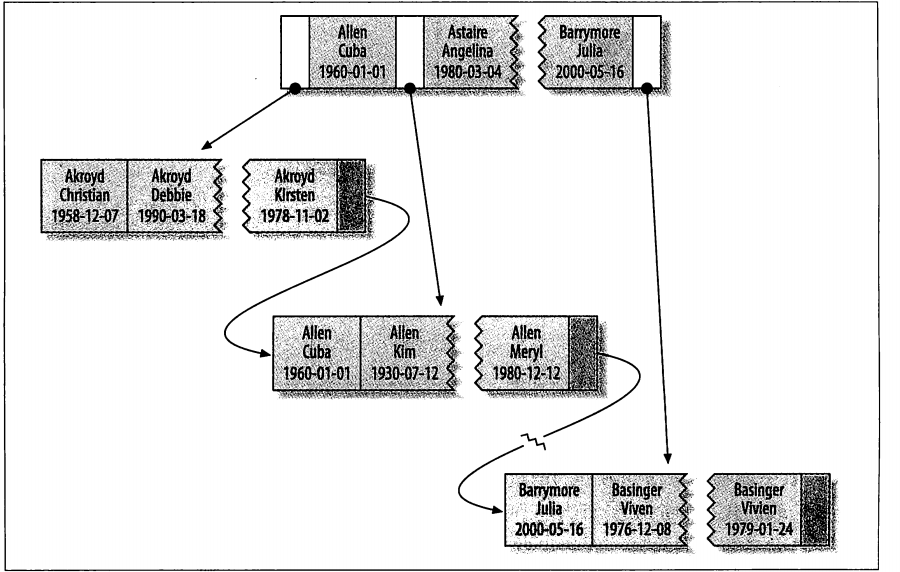 Allen
Cuba
1960-01-01
Astaire
Angelina
1980-03-04
Barrymore
Julia
2000-05-16
Akroyd
Christian
1958-12-07
Akroyd
Debbie
1990-03-18
Akroyd
Kirsten
1978-11-02
Allen
Cuba
1960-01-01
Allen
Kim
1930-07-12
Allen
Meryl
1980-12-12
Barrymore
Julia
2000-05-16
Basinger
Viven
1976-12-08
Basinger
Vivien
1979-01-24